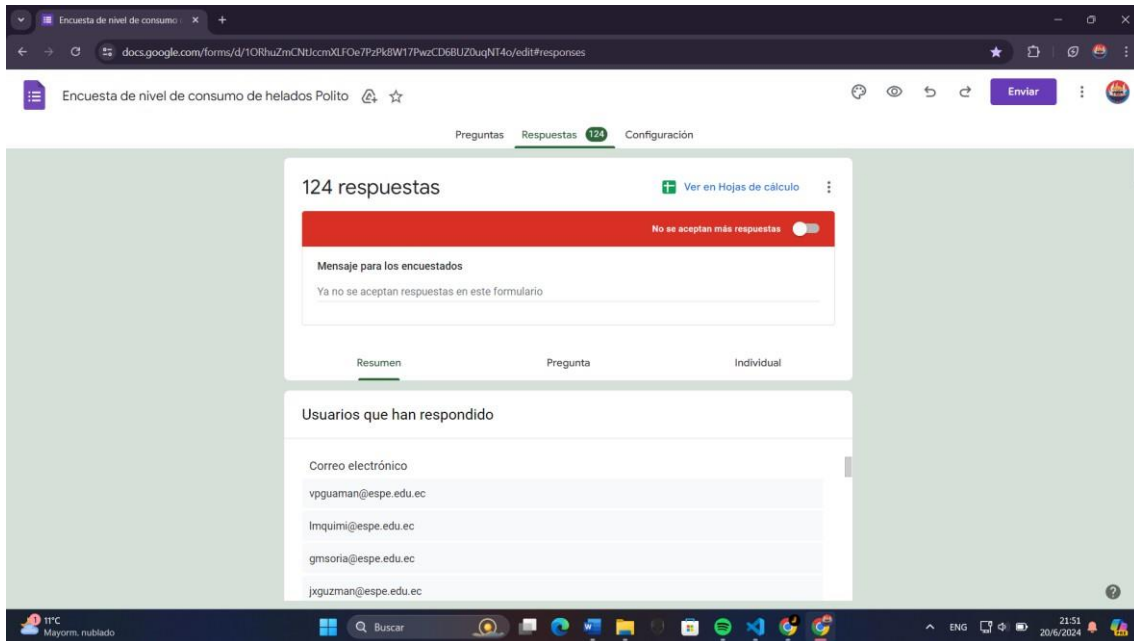 Encuesta de nivel de consumo
docs.google.com/forms/d/1ORhuZmCNtJccmXLFOe7PzPk8W17PwzCD6BUZ0uqNT4o/edit#responses
Encuesta de nivel de consumo de helados Polito
Enviar
Preguntas Respuestas 124 Configuración
124 respuestas
Ver en Hojas de cálculo
No se aceptan más respuestas
Mensaje para los encuestados
Ya no se aceptan respuestas en este formulario
Resumen Pregunta Individual
Usuarios que han respondido
Correo electrónico
vpguaman@espe.edu.ec
lmquimi@espe.edu.ec
gmsoria@espe.edu.ec
jxguzman@espe.edu.ec
1
11°C
Mayorm. nublado
Buscar
ENG
21:51
20/6/2024